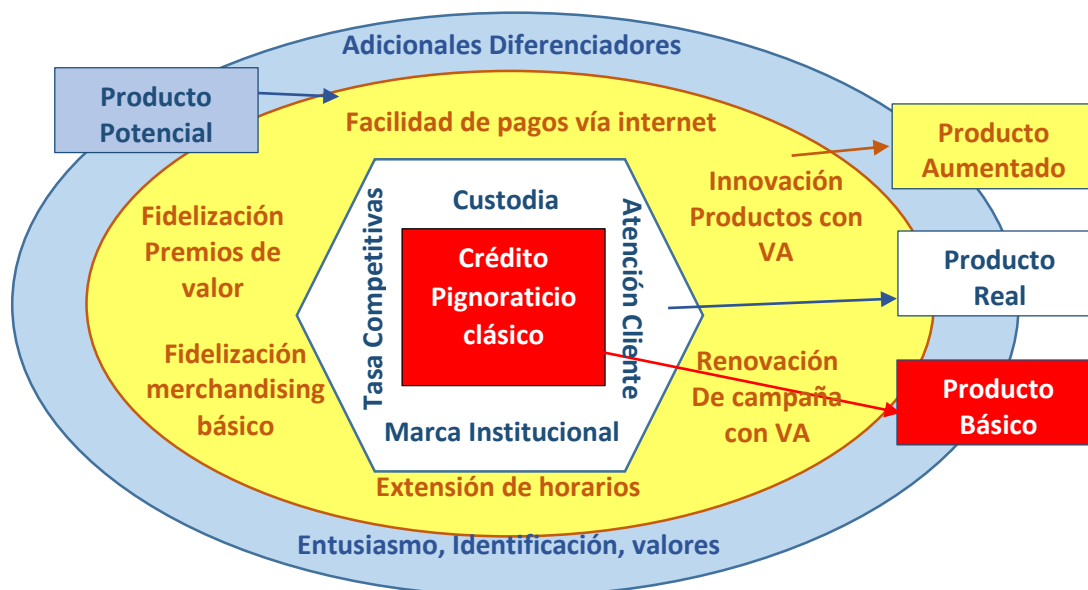 Adicionales Diferenciadores
Producto
Potencial
Facilidad de pagos vía internet
Producto
Aumentado
Innovación
Productos con
VA
Fidelización
Premios de
valor
Custodia
Tasa Competitivas
Crédito
Pignoraticio
clásico
Atención Cliente
Producto
Real
Fidelización
merchandising
básico
Renovación
De campaña
con VA
Producto
Básico
Marca Institucional
Extensión de horarios
Entusiasmo, Identificación, valores